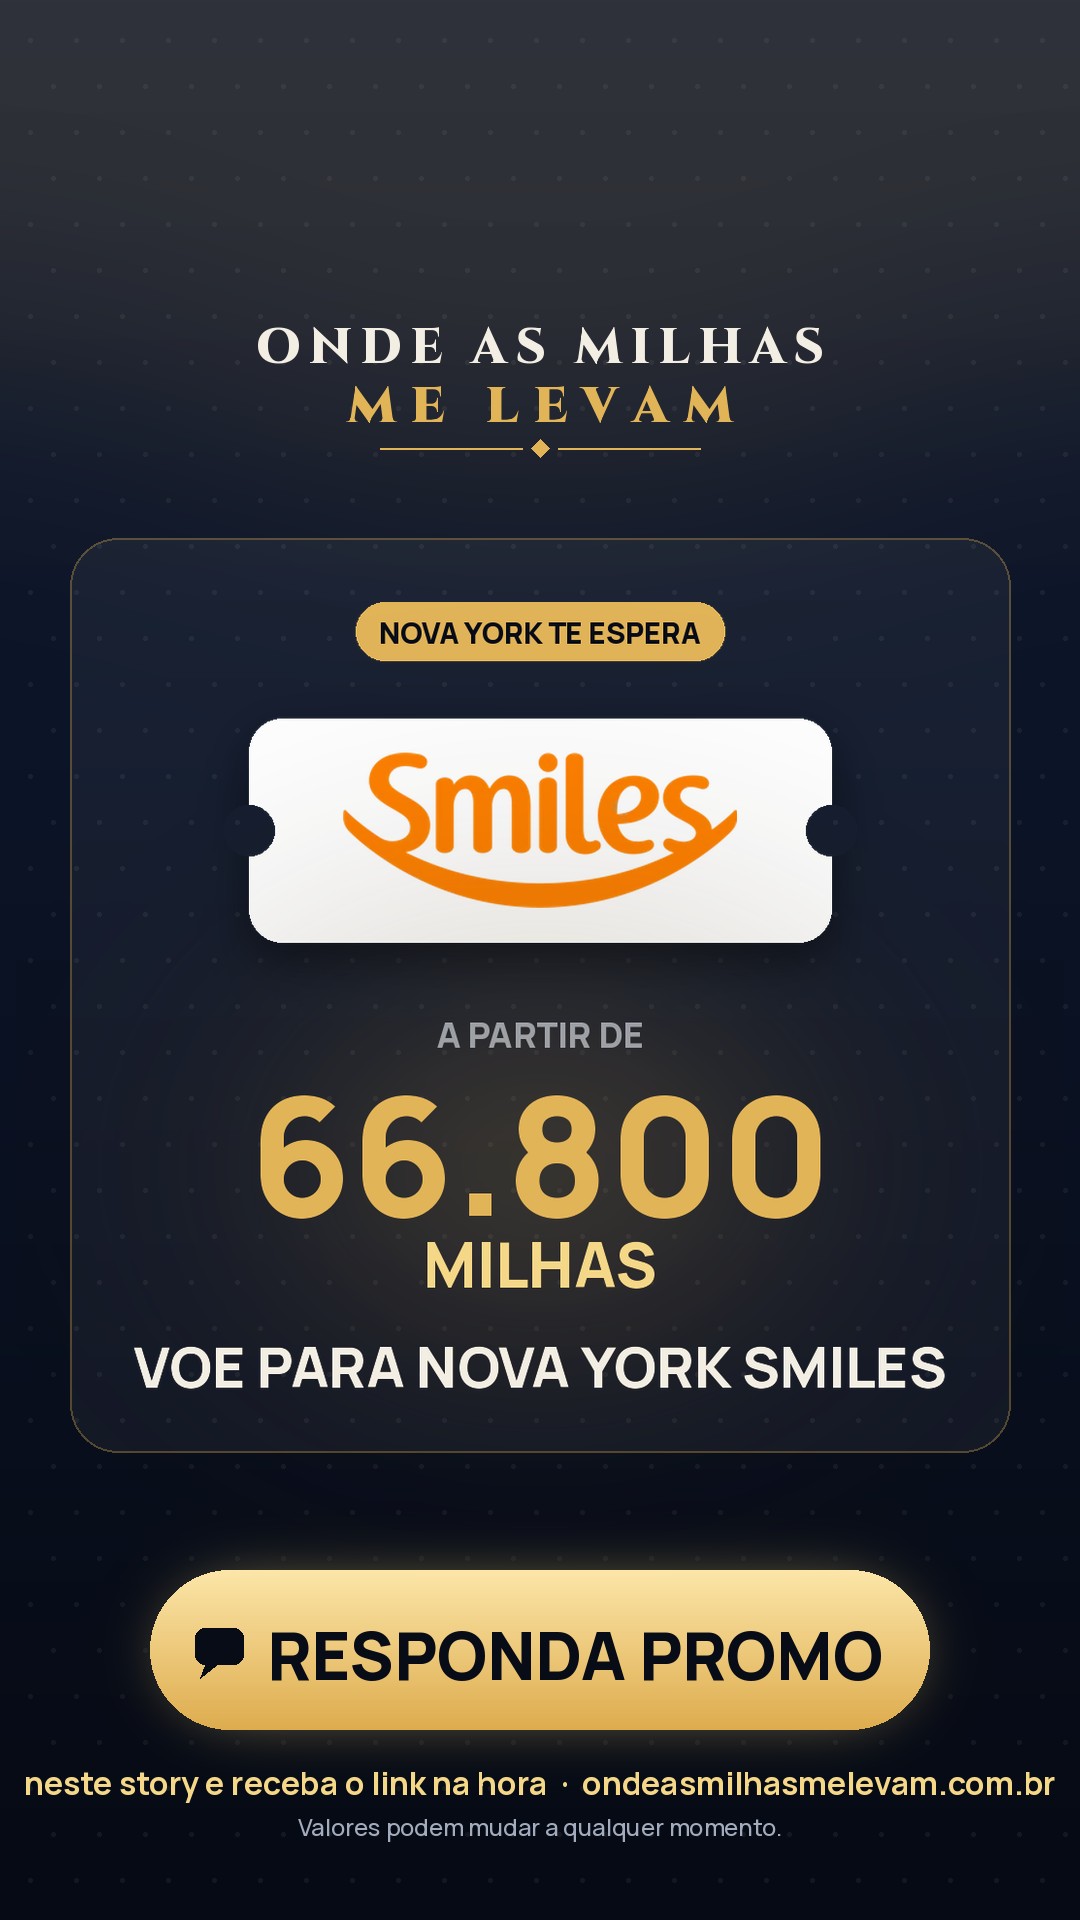 ONDE AS MILHAS
ME LEVAM
NOVA YORK TE ESPERA
Smiles
A PARTIR DE
66.800
MILHAS
VOE PARA NOVA YORK SMILES
RESPONDA PROMO
neste story e receba o link na hora · ondeasmilhasmelevam.com.br
Valores podem mudar a qualquer momento.